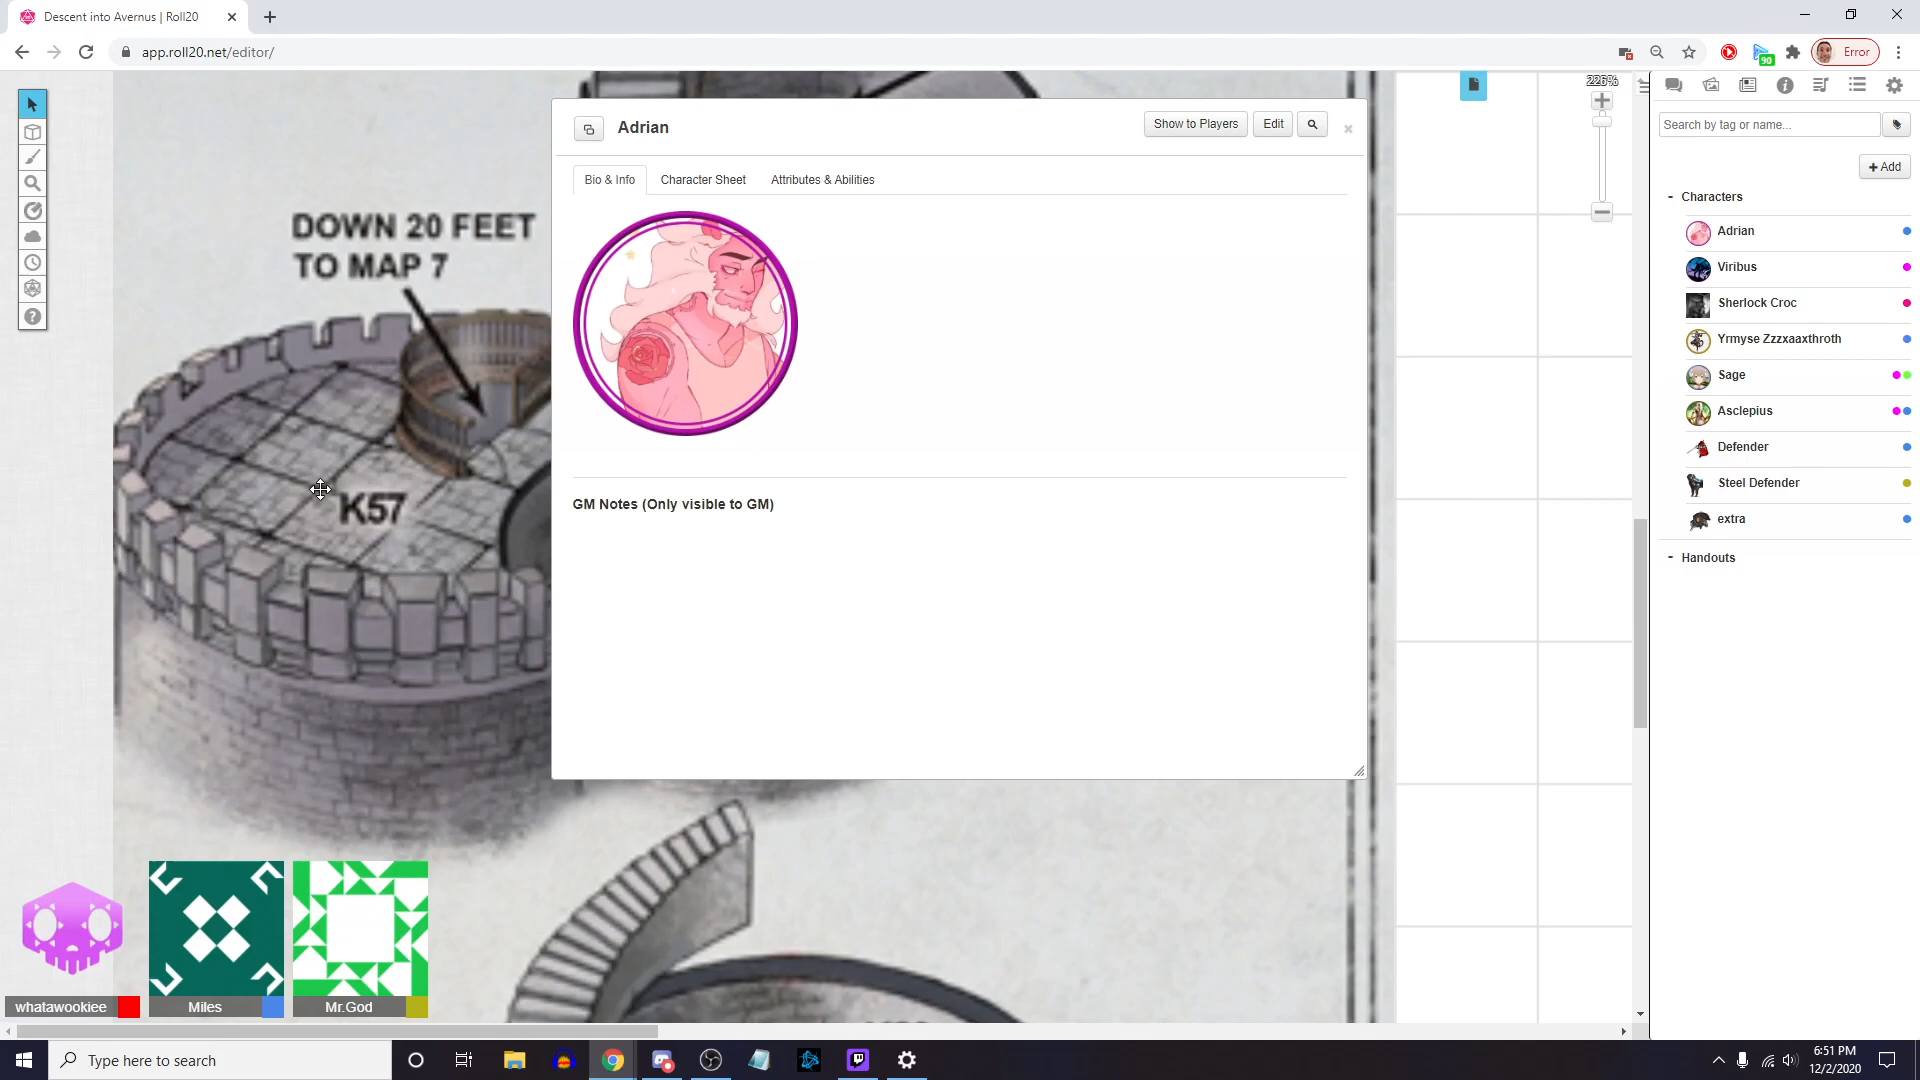 Descent into Avernus | Roll20
app.roll20.net/editor/
90
Error
226%
Adrian
Show to Players
Edit
Bio & Info
Character Sheet
Attributes & Abilities
GM Notes (Only visible to GM)
DOWN 20 FEET
TO MAP 7
K57
Search by tag or name...
+ Add
- Characters
Adrian
Viribus
Sherlock Croc
Yrmyse Zzzxaaxthroth
Sage
Asclepius
Defender
Steel Defender
extra
- Handouts
whatawookiee
Miles
Mr.God
Type here to search
6:51 PM
12/2/2020